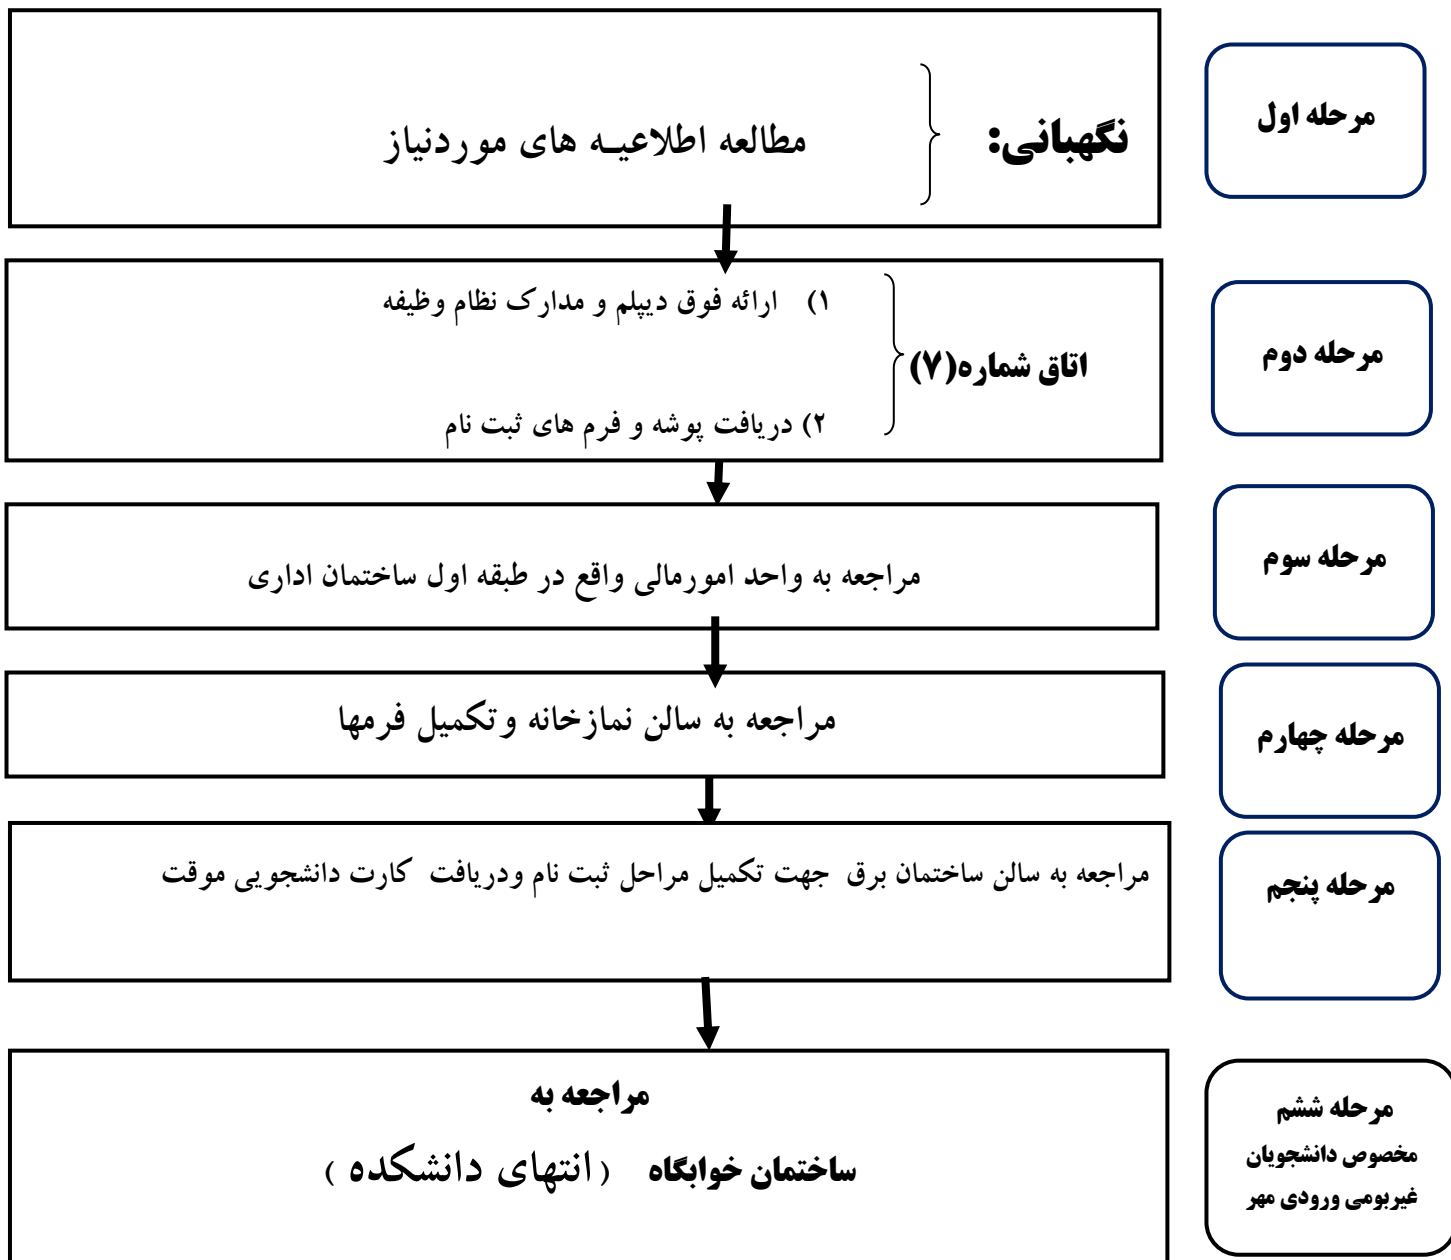 مرحله اول
نگهبانی: مطالعه اطلاعیـه های موردنیاز
مرحله دوم
اتاق شماره(۷)
۱) ارائه فوق دیپلم و مدارک نظام وظیفه
۲) دریافت پوشه و فرم های ثبت نام
مرحله سوم
مراجعه به واحد امورمالی واقع در طبقه اول ساختمان اداری
مرحله چهارم
مراجعه به سالن نمازخانه وتکمیل فرمها
مرحله پنجم
مراجعه به سالن ساختمان برق جهت تکمیل مراحل ثبت نام ودریافت کارت دانشجویی موقت
مرحله ششم
مخصوص دانشجویان
غیربومی ورودی مهر
مراجعه به
ساختمان خوابگاه ( انتهای دانشکده )